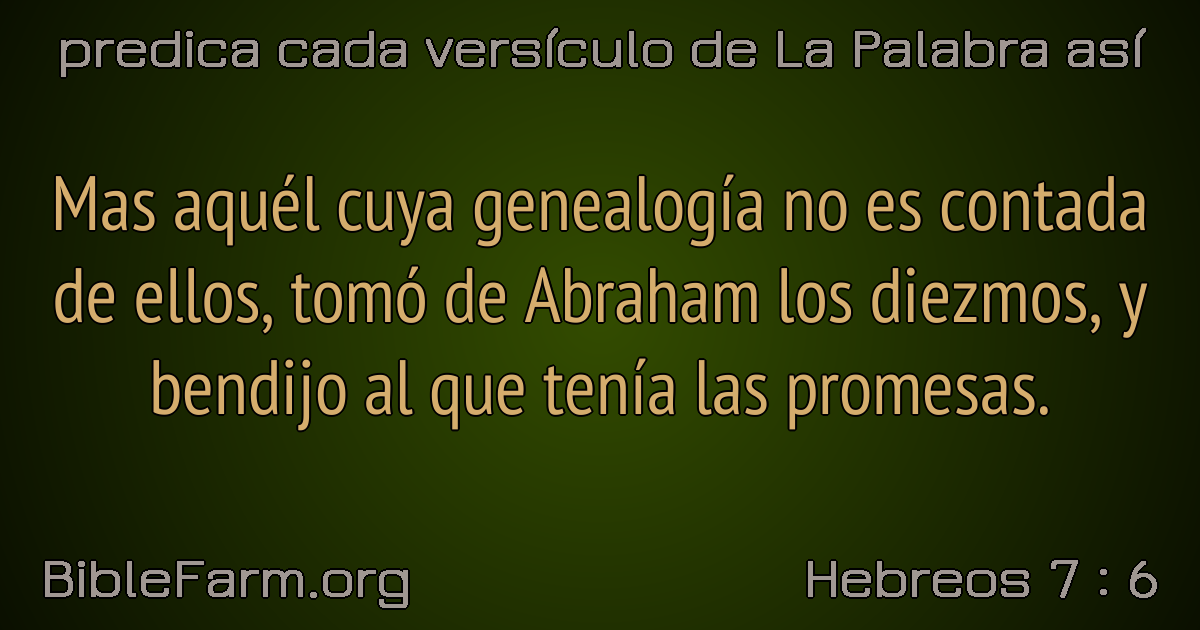 predica cada versículo de La Palabra así
Mas aquél cuya genealogía no es contada
de ellos, tomó de Abraham los diezmos, y
bendijo al que tenía las promesas.
BibleFarm.org
Hebreos 7 : 6